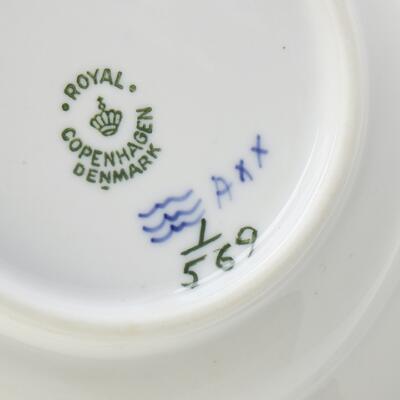 ROYAL
COPENHAGEN
DENMARK
AXX
1
569